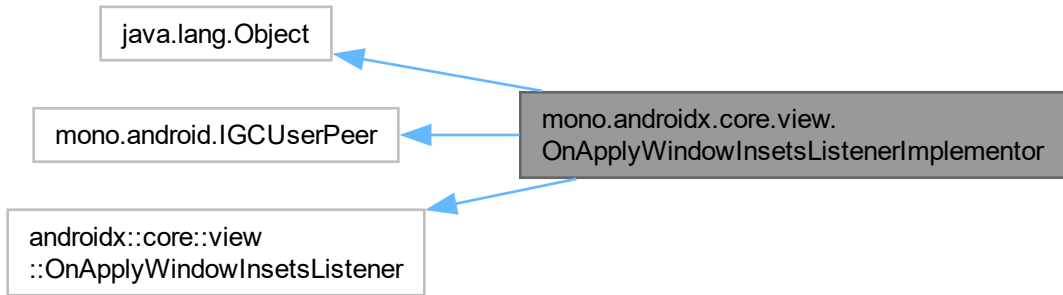 java.lang.Object
mono.android.IGCUserPeer
mono.androidx.core.view.
OnApplyWindowInsetsListenerImplementor
androidx::core::view
::OnApplyWindowInsetsListener